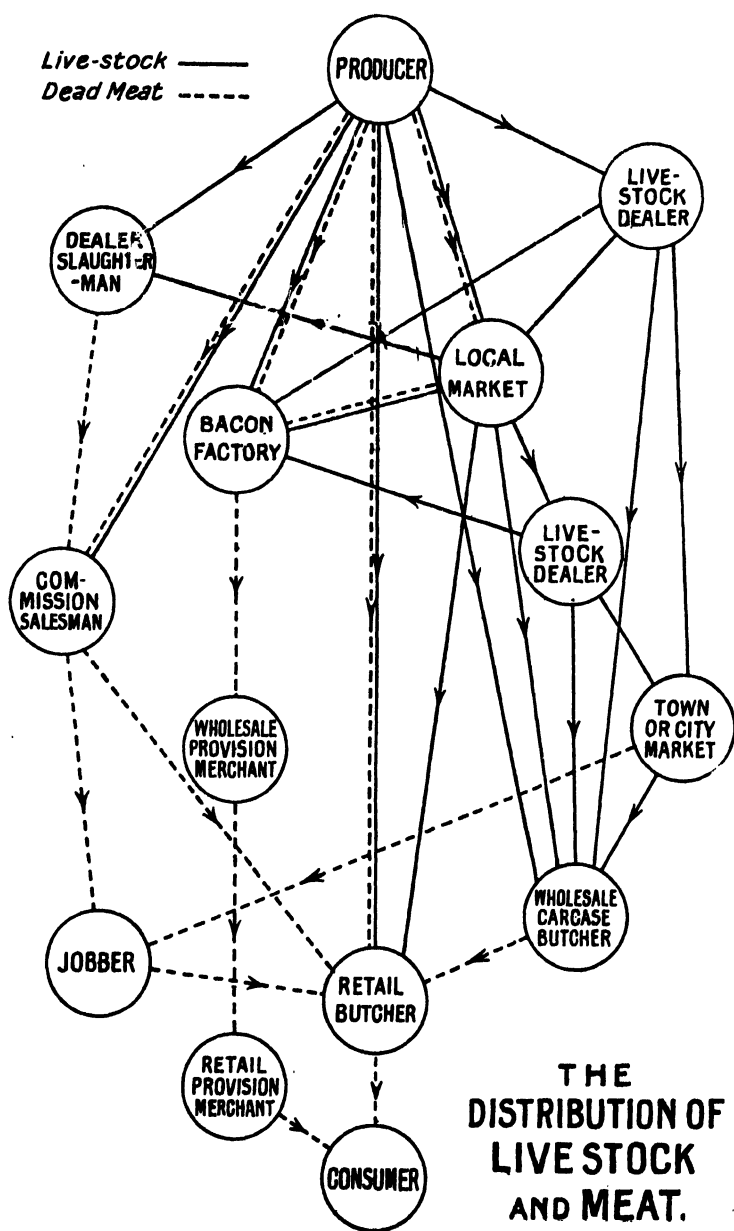 Live-stock
Dead Meat
PRODUCER
LIVE-
STOCK
DEALER
DEALER
SLAUGHTER
-MAN
LOCAL
MARKET
BACON
FACTORY
LIVE-
STOCK
DEALER
COM-
MISSION
SALESMAN
TOWN
OR CITY
MARKET
WHOLESALE
PROVISION
MERCHANT
WHOLESALE
CARCASE
BUTCHER
JOBBER
RETAIL
BUTCHER
RETAIL
PROVISION
MERCHANT
CONSUMER
THE
DISTRIBUTION OF
LIVE STOCK
AND MEAT.